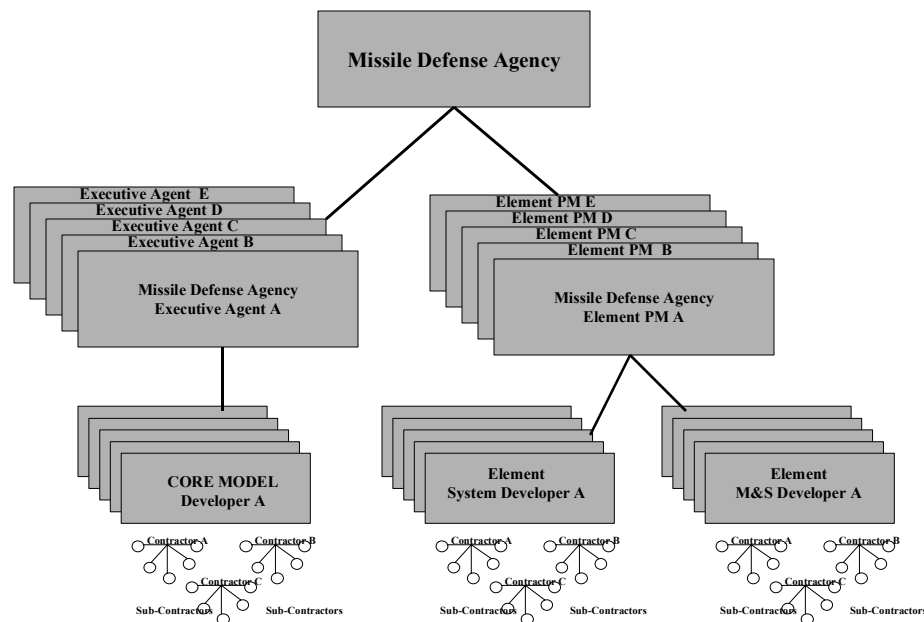 Missile Defense Agency
Executive Agent E
Executive Agent D
Executive Agent C
Executive Agent B
Missile Defense Agency
Executive Agent A
Element PM E
Element PM D
Element PM C
Element PM B
Missile Defense Agency
Element PM A
CORE MODEL
Developer A
Element
System Developer A
Element
M&S Developer A
Contractor A
Contractor B
Contractor C
Sub-Contractors
Sub-Contractors
Contractor A
Contractor B
Contractor C
Sub-Contractors
Sub-Contractors
Contractor A
Contractor B
Contractor C
Sub-Contractors
Sub-Contractors